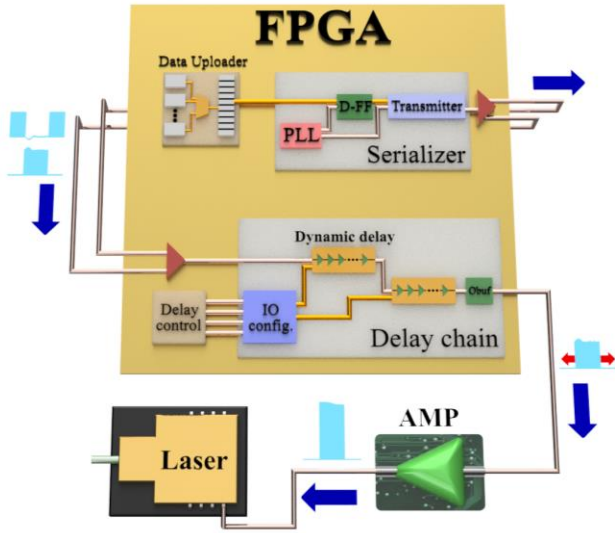 FPGA
Data Uploader
D-FF
Transmitter
PLL
Serializer
Dynamic delay
Delay
control
IO
config.
Obuf
Delay chain
AMP
Laser